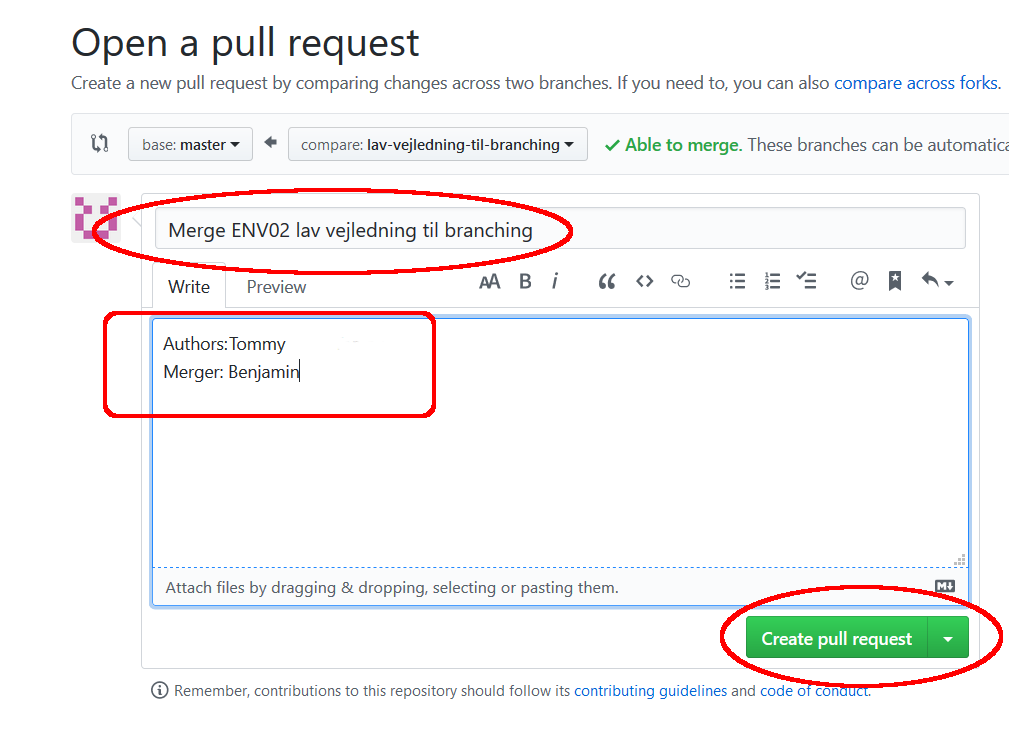 Open a pull request
Create a new pull request by comparing changes across two branches. If you need to, you can also compare across forks.
base: master compare: lav-vejledning-til-branching Able to merge. These branches can be
Merge ENV02 lav vejledning til branching
Write Preview AA B i @
Authors:Tommy
Merger: Benjamin
Attach files by dragging & dropping, selecting or pasting them.
Create pull request
Remember, contributions to this repository should follow its contributing guidelines and code of conduct.